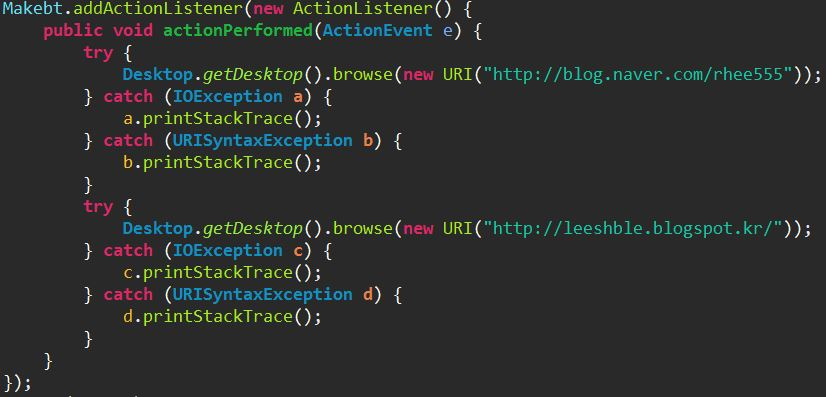 Makebt.addActionListener(new ActionListener() {
    public void actionPerformed(ActionEvent e) {
        try {
            Desktop.getDesktop().browse(new URI("http://blog.naver.com/rhee555"));
        } catch (IOException a) {
            a.printStackTrace();
        } catch (URISyntaxException b) {
            b.printStackTrace();
        }
        try {
            Desktop.getDesktop().browse(new URI("http://leeshble.blogspot.kr/"));
        } catch (IOException c) {
            c.printStackTrace();
        } catch (URISyntaxException d) {
            d.printStackTrace();
        }
    }
});